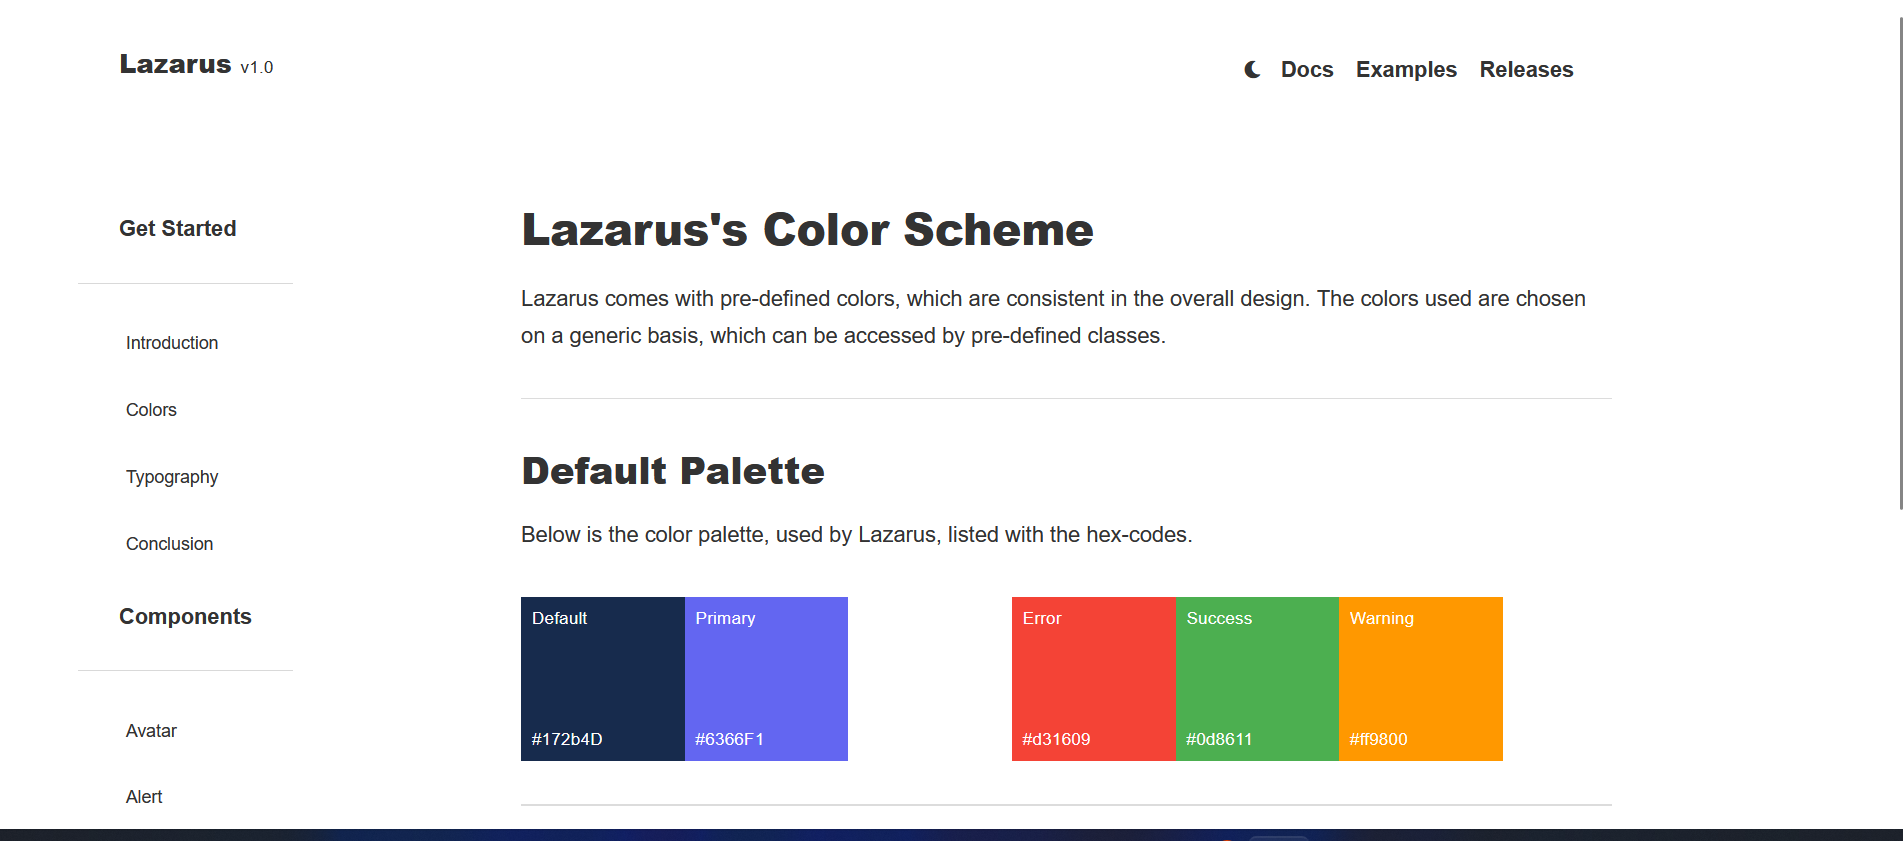 Lazarus v1.0
Docs Examples Releases
Get Started
Introduction
Colors
Typography
Conclusion
Components
Avatar
Alert
Lazarus's Color Scheme
Lazarus comes with pre-defined colors, which are consistent in the overall design. The colors used are chosen
on a generic basis, which can be accessed by pre-defined classes.
Default Palette
Below is the color palette, used by Lazarus, listed with the hex-codes.
Default Primary
#172b4D #6366F1
Error Success Warning
#d31609 #0d8611 #ff9800